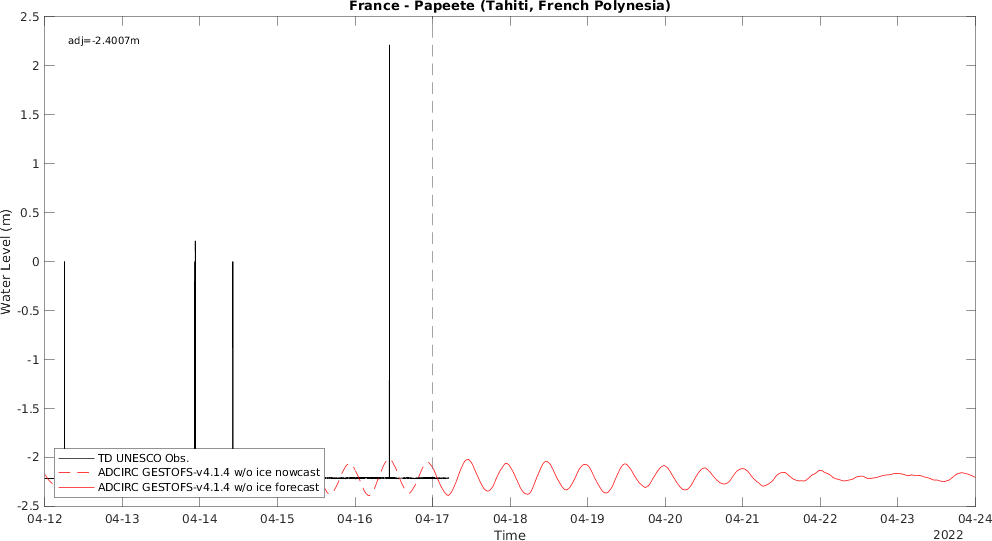 France - Papeete (Tahiti, French Polynesia)
adj=-2.4007m
2.5
2
1.5
1
0.5
0
-0.5
-1
-1.5
-2
-2.5
Water Level (m)
TD UNESCO Obs.
ADCIRC GESTOFS-v4.1.4 w/o ice nowcast
ADCIRC GESTOFS-v4.1.4 w/o ice forecast
04-12 04-13 04-14 04-15 04-16 04-17 04-18 04-19 04-20 04-21 04-22 04-23 04-24
Time
2022